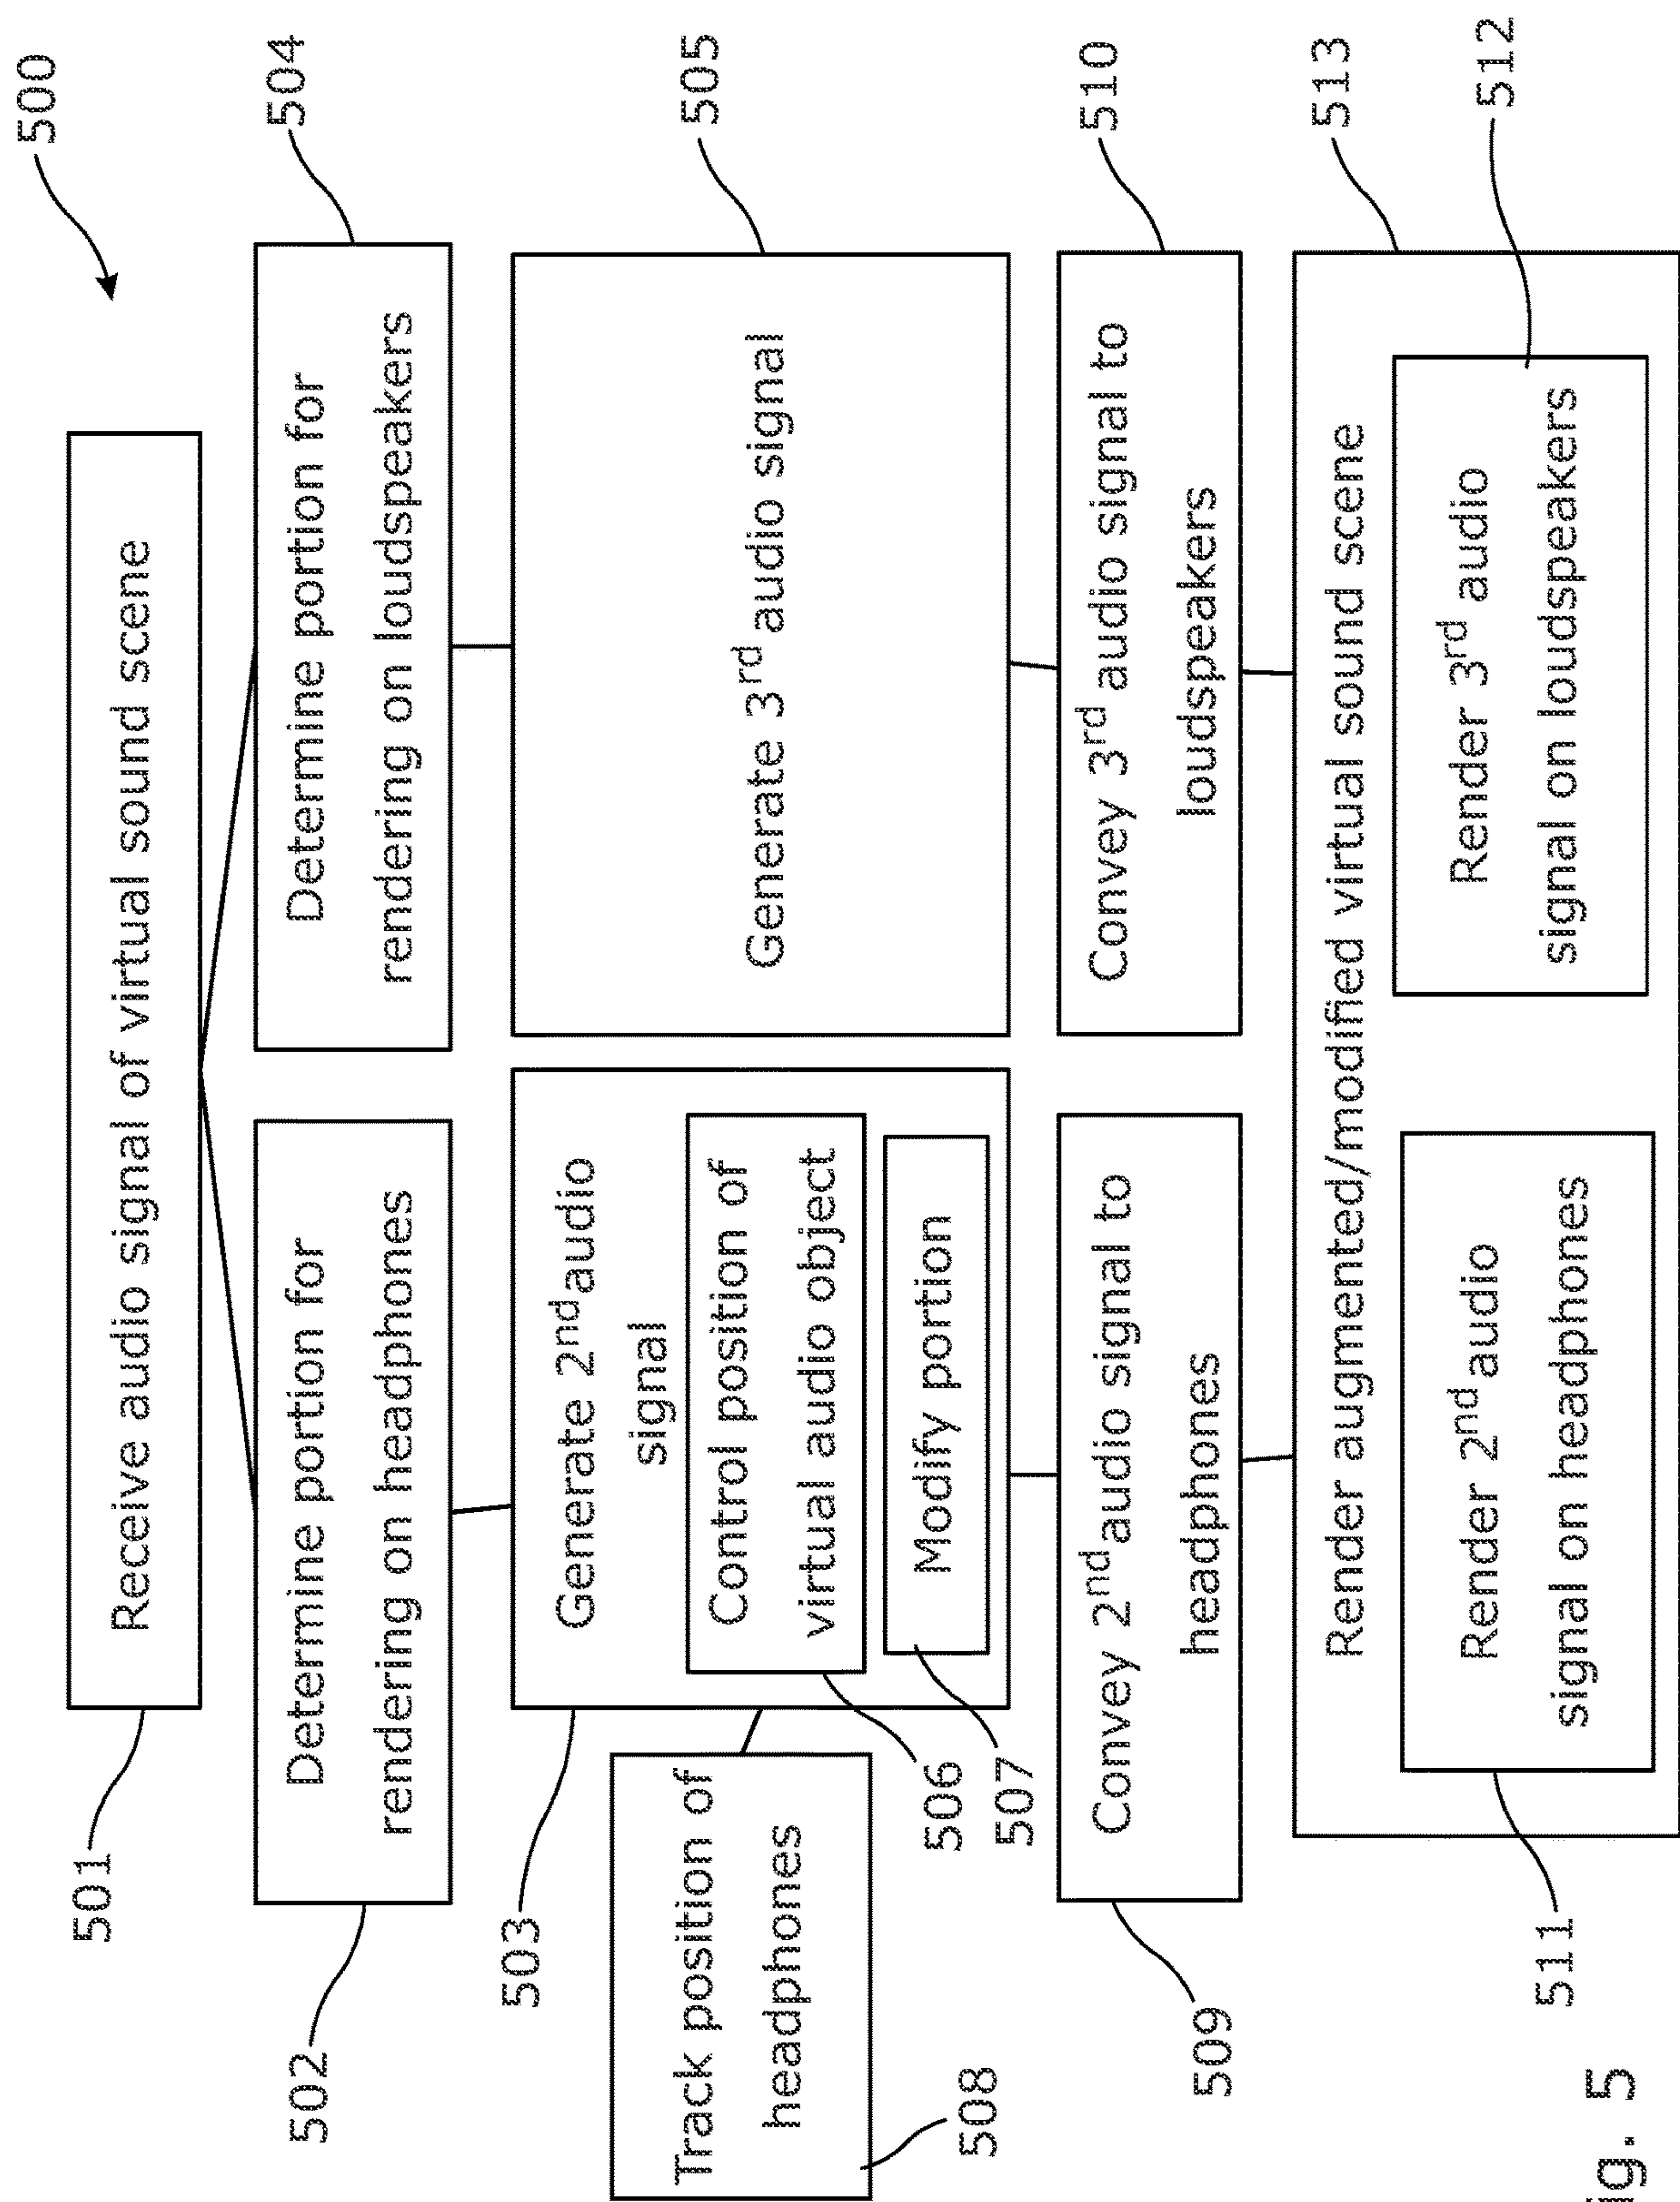 500
501
Receive audio signal of virtual sound scene
502
Determine portion for
rendering on headphones
504
Determine portion for
rendering on loudspeakers
503
Generate 2nd audio
signal
Control position of
virtual audio object
506
Modify portion
507
Track position of
headphones
508
505
Generate 3rd audio signal
509
Convey 2nd audio signal to
headphones
510
Convey 3rd audio signal to
loudspeakers
513
Render augmented/modified virtual sound scene
511
Render 2nd audio
signal on headphones
512
Render 3rd audio
signal on loudspeakers
ig. 5